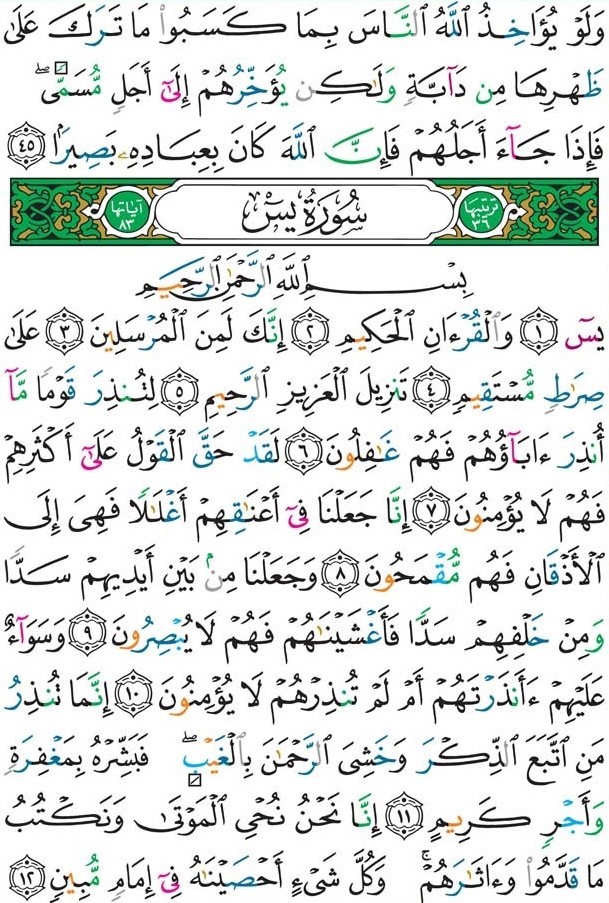 وَلَوْ يُؤَاخِذُ ٱللَّهُ ٱلنَّاسَ بِمَا كَسَبُوا۟ مَا تَرَكَ عَلَىٰ
ظَهْرِهَا مِن دَآبَّةٍ وَلَٰكِن يُؤَخِّرُهُمْ إِلَىٰٓ أَجَلٍ مُّسَمًّى ۖ
فَإِذَا جَآءَ أَجَلُهُمْ فَإِنَّ ٱللَّهَ كَانَ بِعِبَادِهِۦ بَصِيرًۢا ٤٥
ترتيبها ٣٦ سُورَةُ يسٓ آياتها ٨٣
بِسْمِ ٱللَّهِ ٱلرَّحْمَٰنِ ٱلرَّحِيمِ
يسٓ ١ وَٱلْقُرْءَانِ ٱلْحَكِيمِ ٢ إِنَّكَ لَمِنَ ٱلْمُرْسَلِينَ ٣ عَلَىٰ
صِرَٰطٍ مُّسْتَقِيمٍ ٤ تَنزِيلَ ٱلْعَزِيزِ ٱلرَّحِيمِ ٥ لِتُنذِرَ قَوْمًا مَّآ
أُنذِرَ ءَابَآؤُهُمْ فَهُمْ غَٰفِلُونَ ٦ لَقَدْ حَقَّ ٱلْقَوْلُ عَلَىٰٓ أَكْثَرِهِمْ
فَهُمْ لَا يُؤْمِنُونَ ٧ إِنَّا جَعَلْنَا فِىٓ أَعْنَٰقِهِمْ أَغْلَٰلًا فَهِىَ إِلَى
ٱلْأَذْقَانِ فَهُم مُّقْمَحُونَ ٨ وَجَعَلْنَا مِنۢ بَيْنِ أَيْدِيهِمْ سَدًّا
وَمِنْ خَلْفِهِمْ سَدًّا فَأَغْشَيْنَٰهُمْ فَهُمْ لَا يُبْصِرُونَ ٩ وَسَوَآءٌ
عَلَيْهِمْ ءَأَنذَرْتَهُمْ أَمْ لَمْ تُنذِرْهُمْ لَا يُؤْمِنُونَ ١٠ إِنَّمَا تُنذِرُ
مَنِ ٱتَّبَعَ ٱلذِّكْرَ وَخَشِىَ ٱلرَّحْمَٰنَ بِٱلْغَيْبِ ۖ فَبَشِّرْهُ بِمَغْفِرَةٍ
وَأَجْرٍ كَرِيمٍ ١١ إِنَّا نَحْنُ نُحْىِ ٱلْمَوْتَىٰ وَنَكْتُبُ
مَا قَدَّمُوا۟ وَءَاثَٰرَهُمْ ۚ وَكُلَّ شَىْءٍ أَحْصَيْنَٰهُ فِىٓ إِمَامٍ مُّبِينٍ ١٢